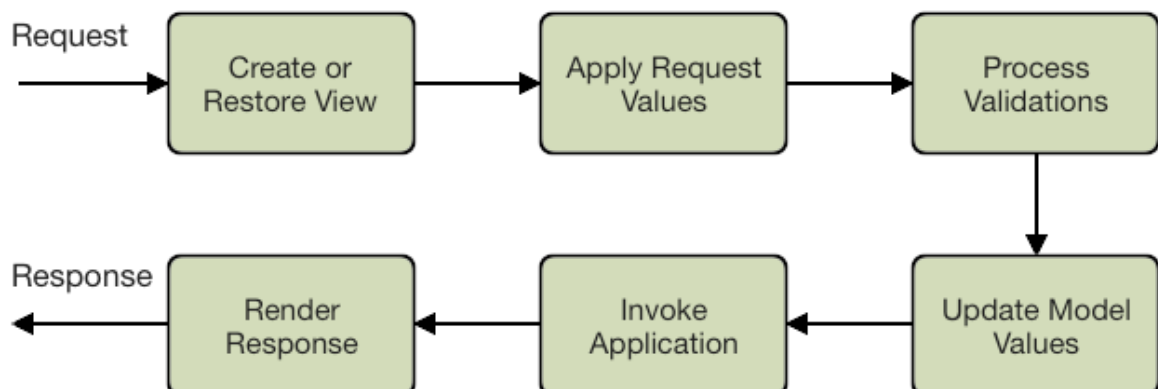 Request
Create or
Restore View
Apply Request
Values
Process
Validations
Response
Render
Response
Invoke
Application
Update Model
Values